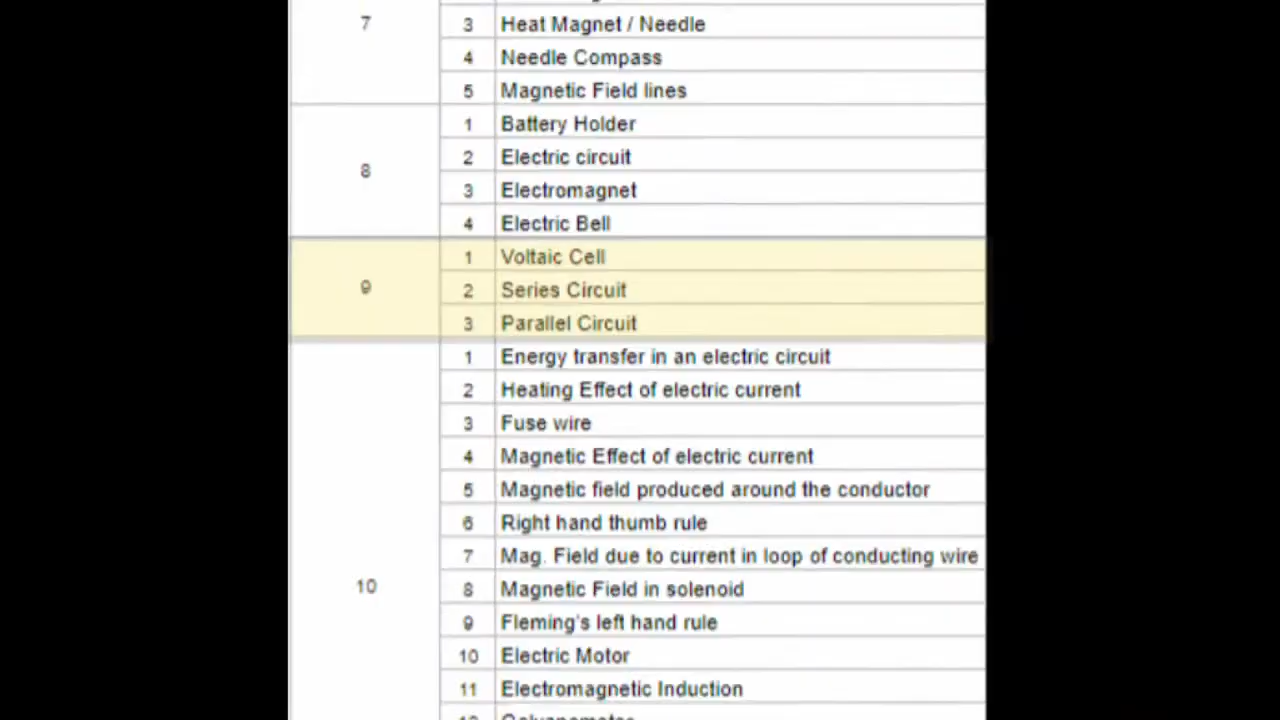 7
3 Heat Magnet / Needle
4 Needle Compass
5 Magnetic Field lines
8
1 Battery Holder
2 Electric circuit
3 Electromagnet
4 Electric Bell
9
1 Voltaic Cell
2 Series Circuit
3 Parallel Circuit
10
1 Energy transfer in an electric circuit
2 Heating Effect of electric current
3 Fuse wire
4 Magnetic Effect of electric current
5 Magnetic field produced around the conductor
6 Right hand thumb rule
7 Mag. Field due to current in loop of conducting wire
8 Magnetic Field in solenoid
9 Fleming's left hand rule
10 Electric Motor
11 Electromagnetic Induction